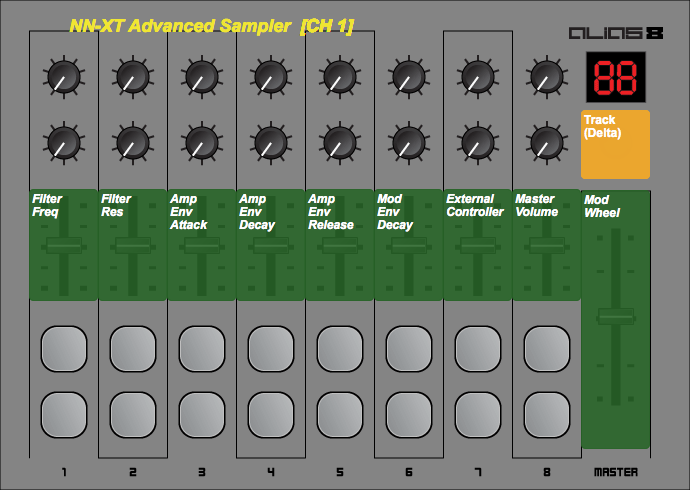 NN-XT Advanced Sampler [CH 1]
ALIAS 8
88
Track
(Delta)
Filter
Freq
Filter
Res
Amp
Env
Attack
Amp
Env
Decay
Amp
Env
Release
Mod
Env
Decay
External
Controller
Master
Volume
Mod
Wheel
1 2 3 4 5 6 7 8 MASTER